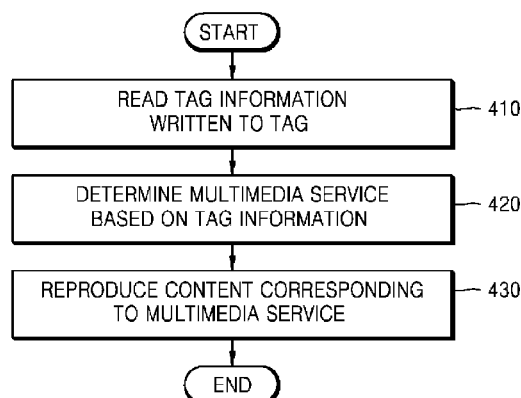 START
READ TAG INFORMATION
WRITTEN TO TAG
410
DETERMINE MULTIMEDIA SERVICE
BASED ON TAG INFORMATION
420
REPRODUCE CONTENT CORRESPONDING
TO MULTIMEDIA SERVICE
430
END